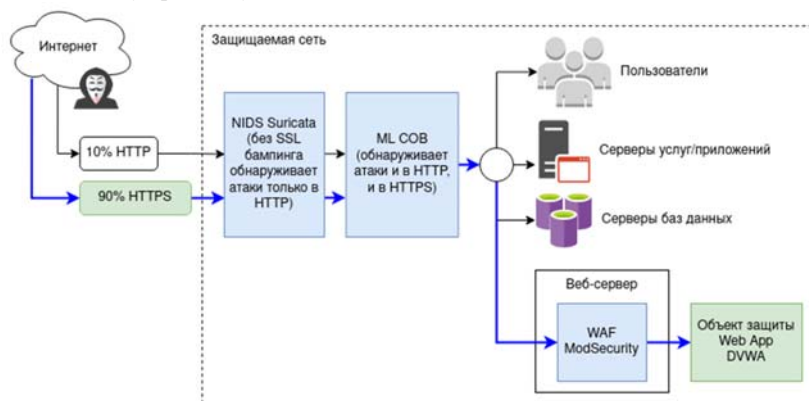 Защищаемая сеть
Интернет
10% HTTP
90% HTTPS
NIDS Suricata
(без SSL
бампинга
обнаруживает
атаки только в
HTTP)
ML СОВ
(обнаруживает
атаки и в HTTP,
и в HTTPS)
Пользователи
Серверы услуг/приложений
Серверы баз данных
Веб-сервер
WAF
ModSecurity
Объект защиты
Web App
DVWA